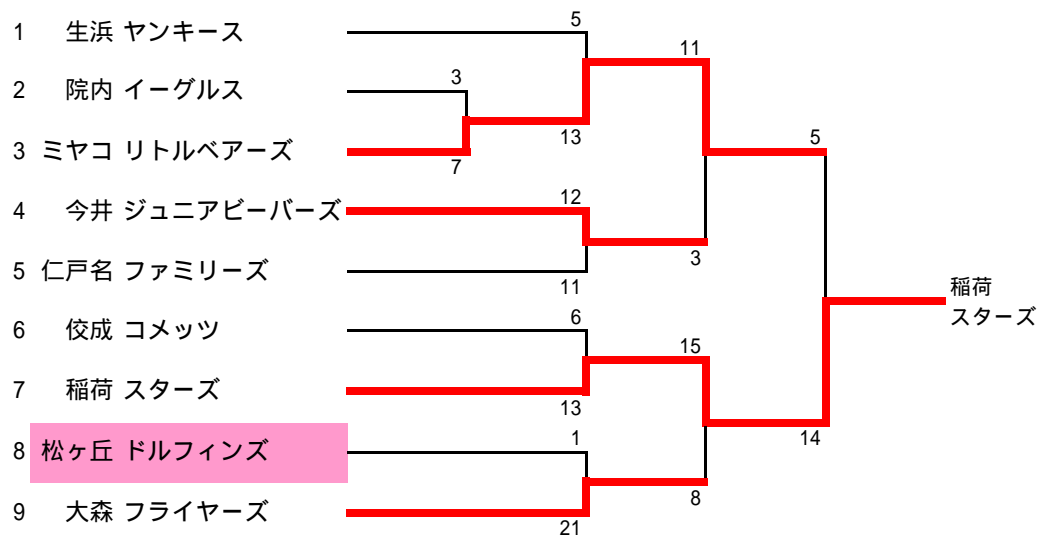 5
1 生浜 ヤンキース
11
2 院内 イーグルス
3
13
3 ミヤコ リトルベアーズ
5
7
4 今井 ジュニアビーバーズ
12
3
5 仁戸名 ファミリーズ
11
稲荷
スターズ
6 佼成 コメッツ
6
15
7 稲荷 スターズ
13
14
8 松ヶ丘 ドルフィンズ
1
8
9 大森 フライヤーズ
21